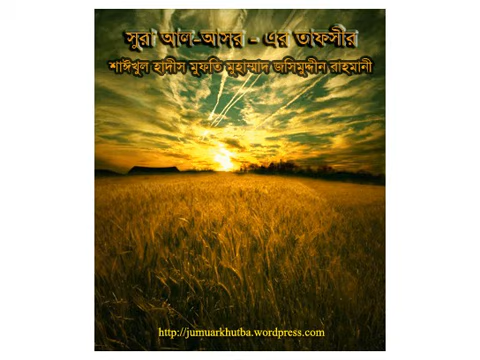 সুরা আল-আসর - এর তাফসীর
শাঈখুল হাদীস মুফতি মুহাম্মাদ জসিমুদ্দীন রাহমানী
http://jumuarkhutba.wordpress.com